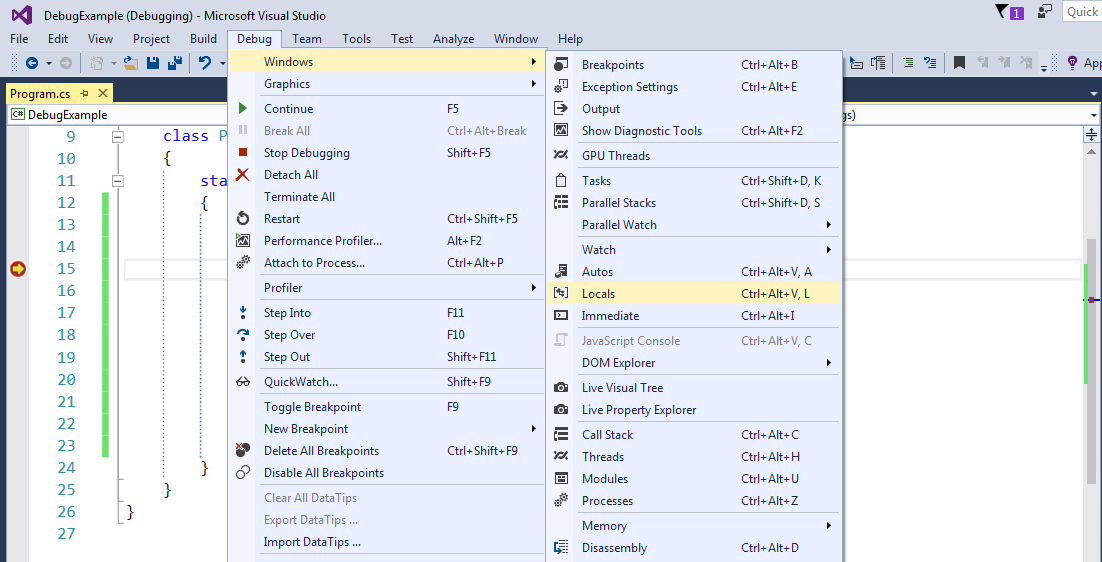 DebugExample (Debugging) - Microsoft Visual Studio
1
Quick
File Edit View Project Build Debug Team Tools Test Analyze Window Help
App
Program.cs
C# DebugExample
gs)
Windows
Graphics
Continue F5
Break All Ctrl+Alt+Break
Stop Debugging Shift+F5
Detach All
Terminate All
Restart Ctrl+Shift+F5
Performance Profiler... Alt+F2
Attach to Process... Ctrl+Alt+P
Profiler
Step Into F11
Step Over F10
Step Out Shift+F11
QuickWatch... Shift+F9
Toggle Breakpoint F9
New Breakpoint
Delete All Breakpoints Ctrl+Shift+F9
Disable All Breakpoints
Clear All DataTips
Export DataTips ...
Import DataTips ...
Breakpoints Ctrl+Alt+B
Exception Settings Ctrl+Alt+E
Output
Show Diagnostic Tools Ctrl+Alt+F2
GPU Threads
Tasks Ctrl+Shift+D, K
Parallel Stacks Ctrl+Shift+D, S
Parallel Watch
Watch
Autos Ctrl+Alt+V, A
Locals Ctrl+Alt+V, L
Immediate Ctrl+Alt+I
JavaScript Console Ctrl+Alt+V, C
DOM Explorer
Live Visual Tree
Live Property Explorer
Call Stack Ctrl+Alt+C
Threads Ctrl+Alt+H
Modules Ctrl+Alt+U
Processes Ctrl+Alt+Z
Memory
Disassembly Ctrl+Alt+D
9 class P
10 {
11 sta
12 {
13
14
15
16
17
18
19
20
21
22
23
24 }
25 }
26 }
27